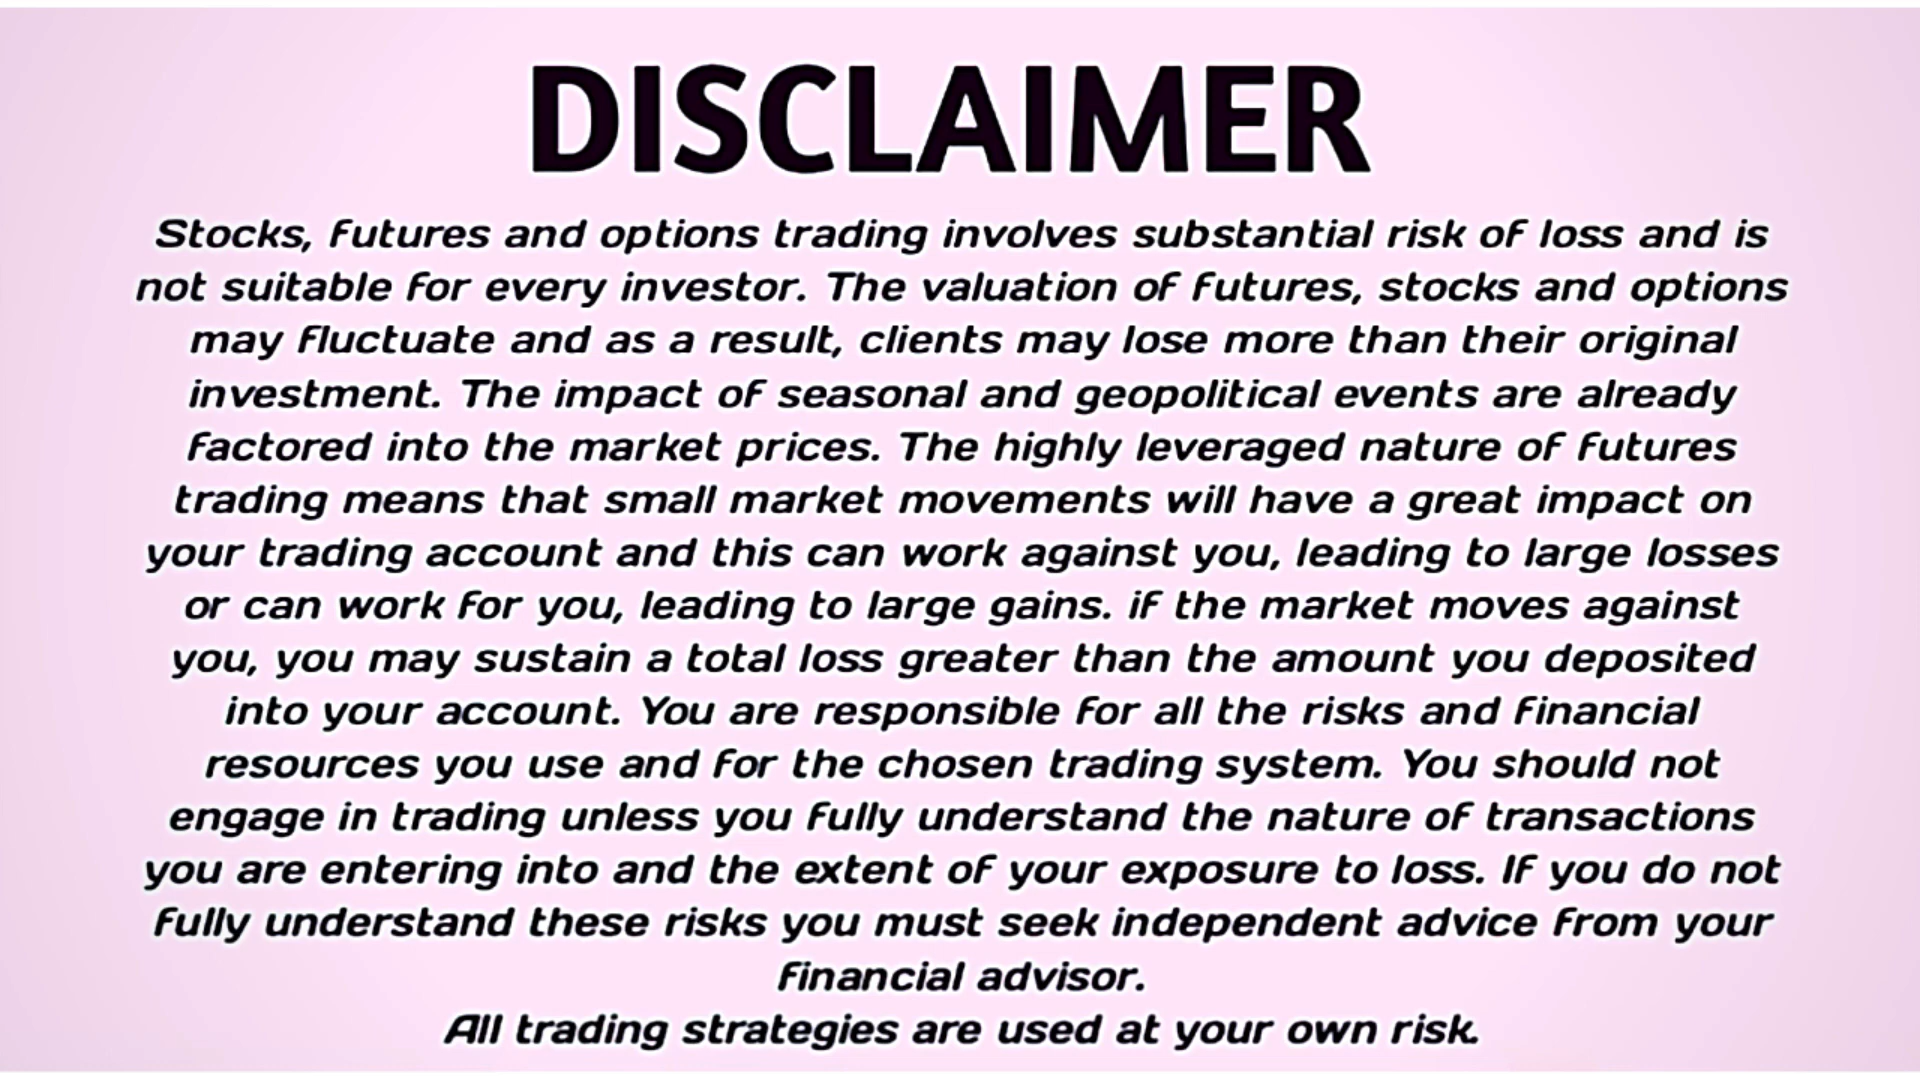 DISCLAIMER
Stocks, futures and options trading involves substantial risk of loss and is
not suitable for every investor. The valuation of futures, stocks and options
may fluctuate and as a result, clients may lose more than their original
investment. The impact of seasonal and geopolitical events are already
factored into the market prices. The highly leveraged nature of futures
trading means that small market movements will have a great impact on
your trading account and this can work against you, leading to large losses
or can work for you, leading to large gains. if the market moves against
you, you may sustain a total loss greater than the amount you deposited
into your account. You are responsible for all the risks and financial
resources you use and for the chosen trading system. You should not
engage in trading unless you fully understand the nature of transactions
you are entering into and the extent of your exposure to loss. If you do not
fully understand these risks you must seek independent advice from your
financial advisor.
All trading strategies are used at your own risk.